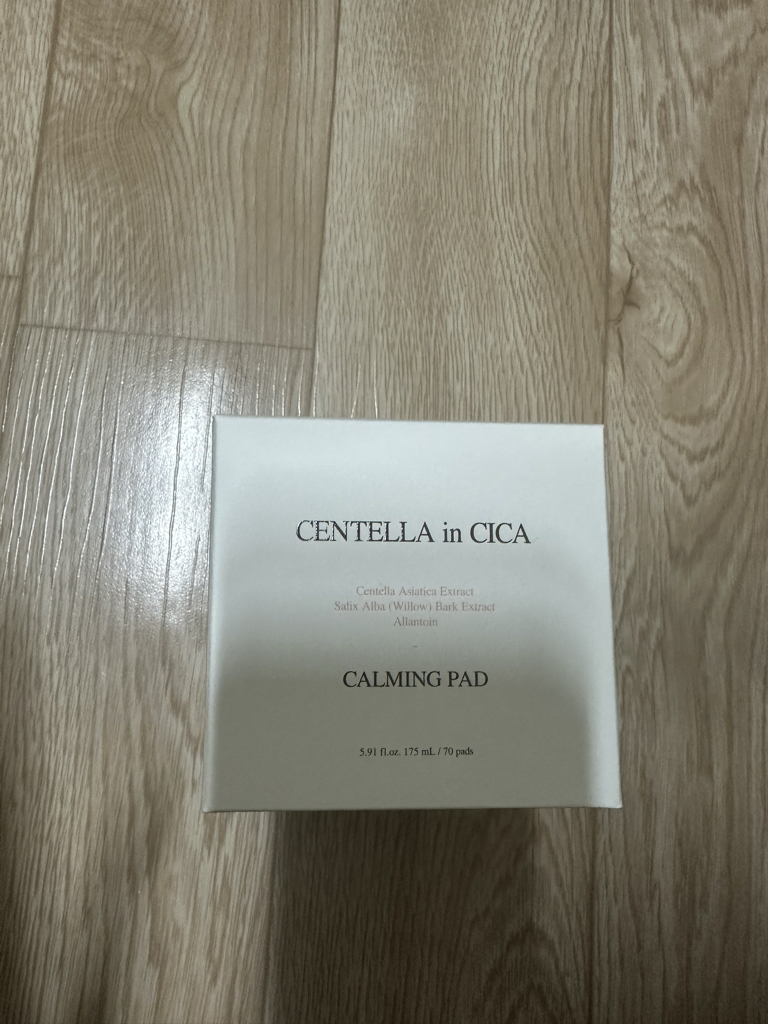 CENTELLA in CICA
Centella Asiatica Extract
Salix Alba (Willow) Bark Extract
Allantoin
-
CALMING PAD
5.91 fl.oz. 175 mL / 70 pads